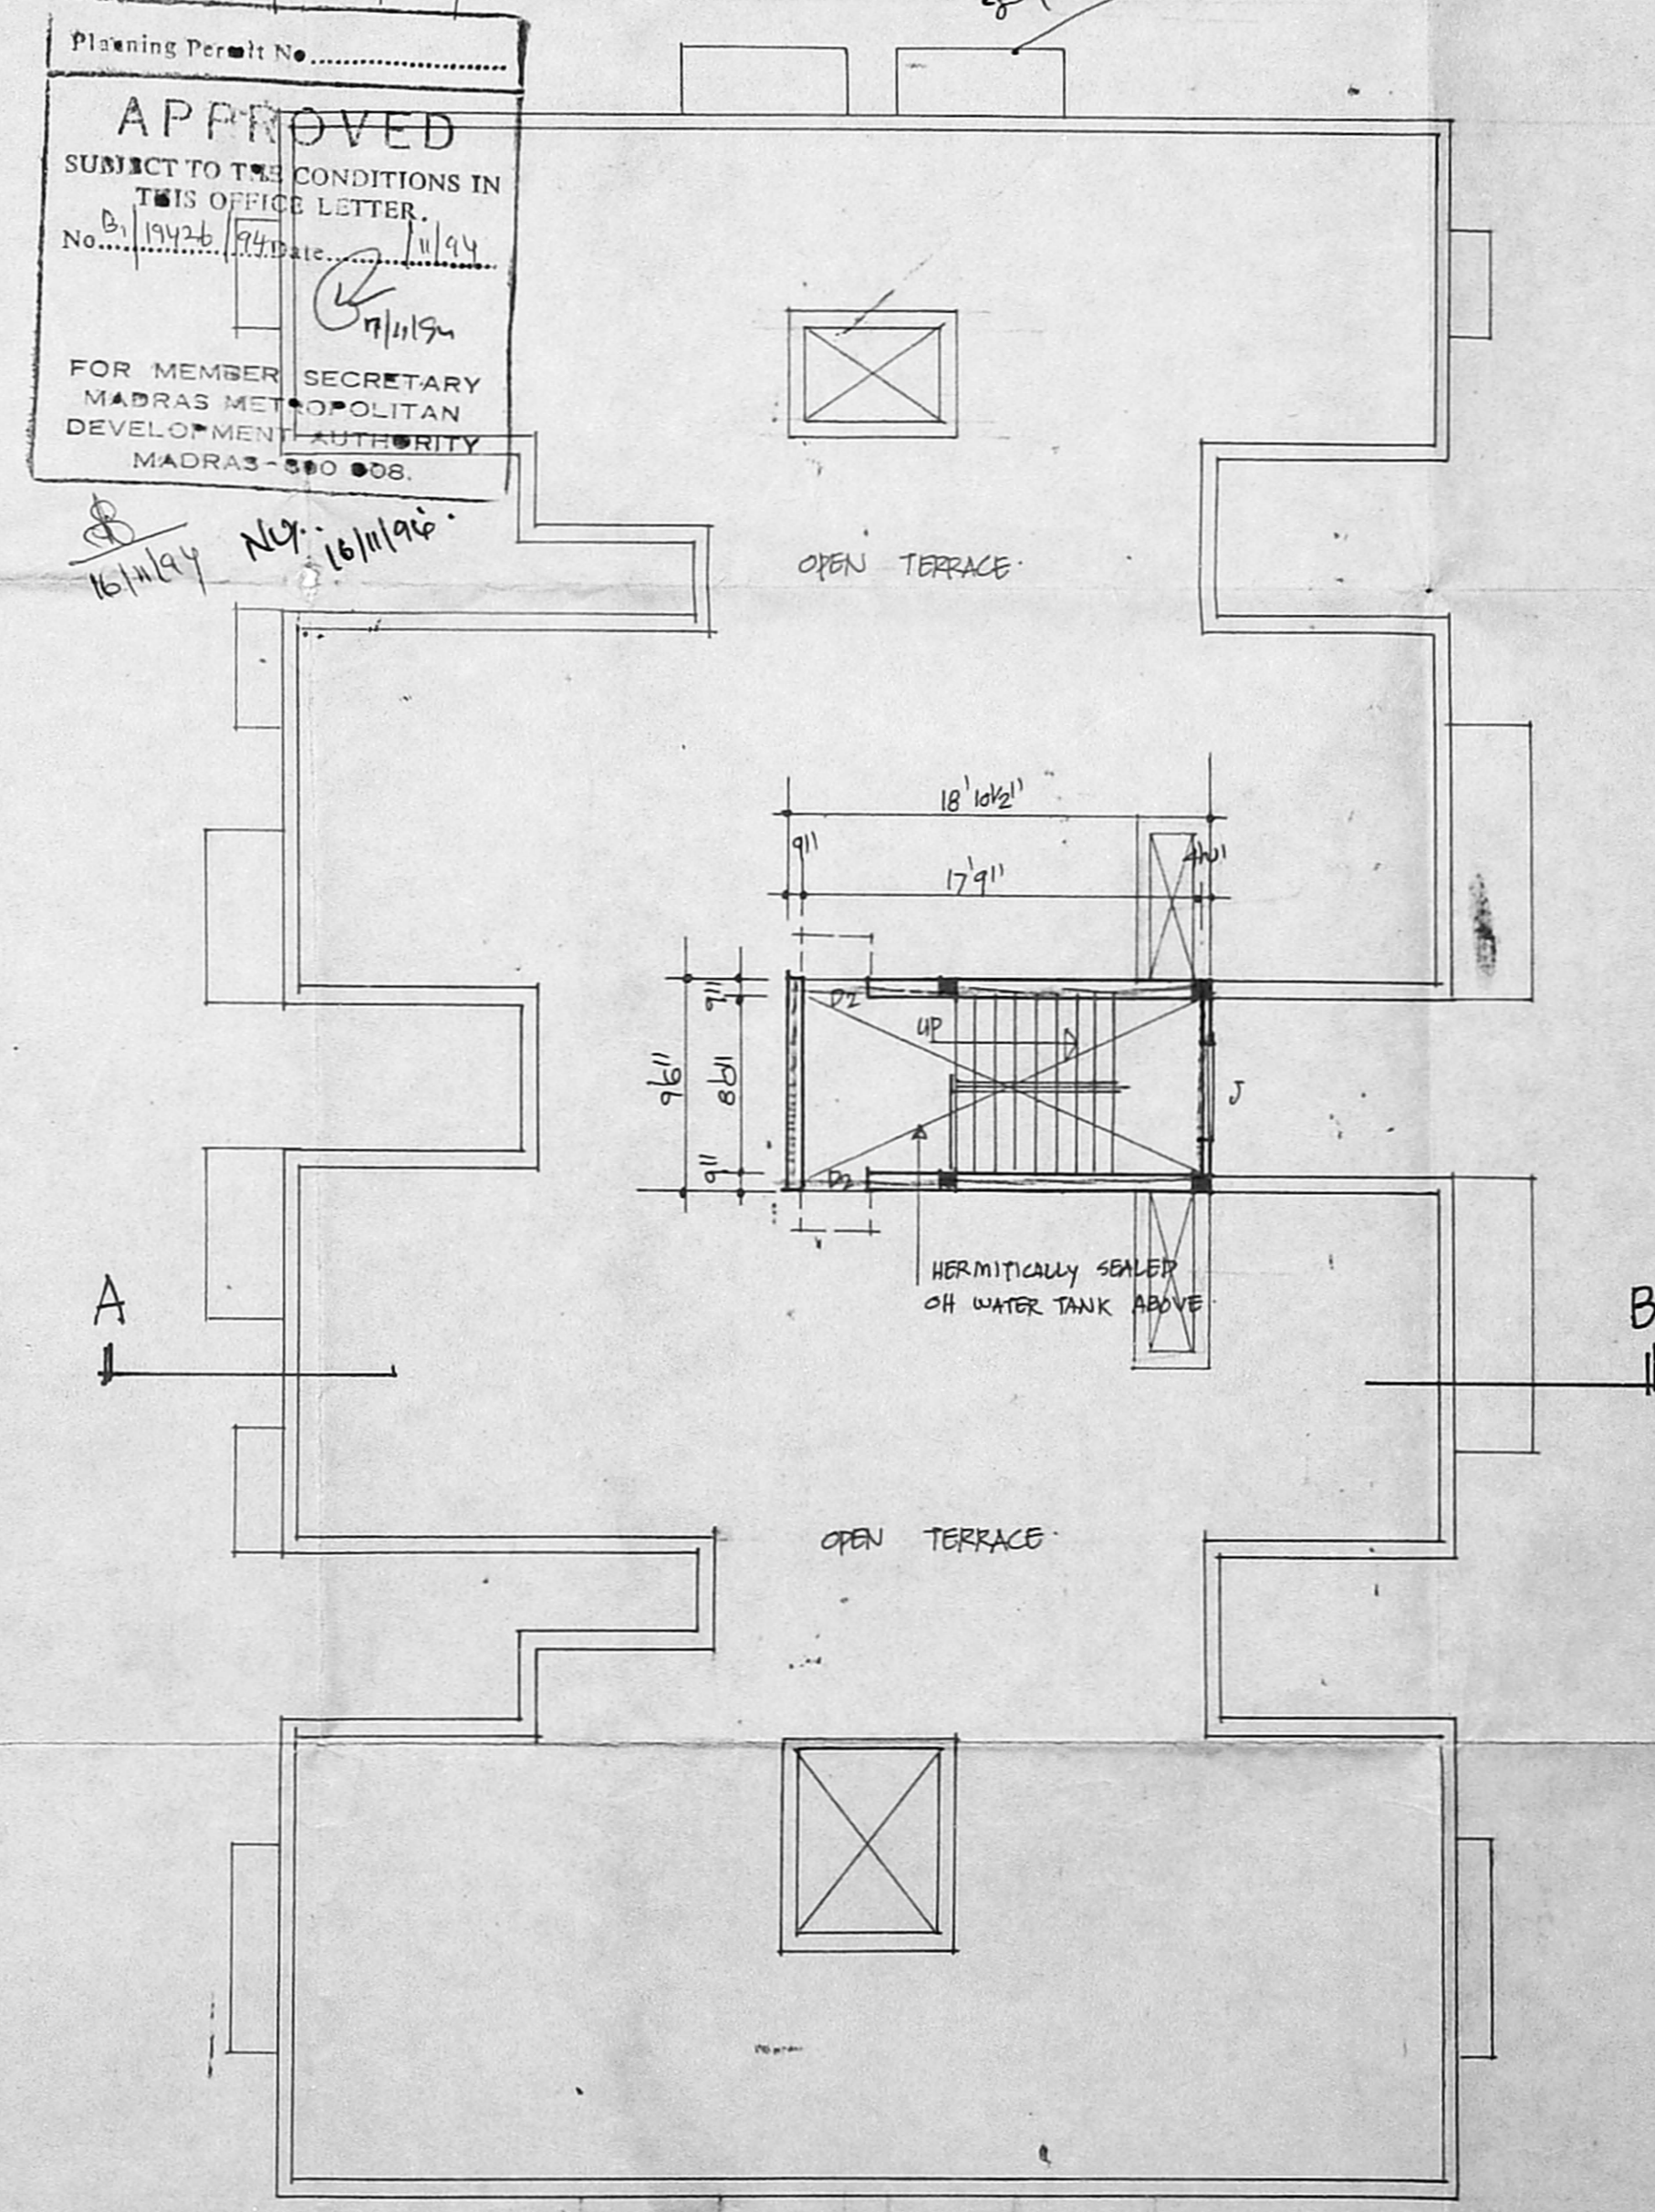 Planning Permit No
APPROVED
SUBJECT TO THE CONDITIONS IN
THIS OFFICE LETTER.
No. B1/19426/94 Date /11/94
17/11/94
FOR MEMBER SECRETARY
MADRAS METROPOLITAN
DEVELOPMENT AUTHORITY
MADRAS-600 008.
16/11/94
16/11/94
OPEN TERRACE.
18'10½"
9" 4½"
17'9"
9" D2
UP
9'6" 8'0" J
9" D2
HERMITICALLY SEALED
OH WATER TANK ABOVE.
A B
OPEN TERRACE.